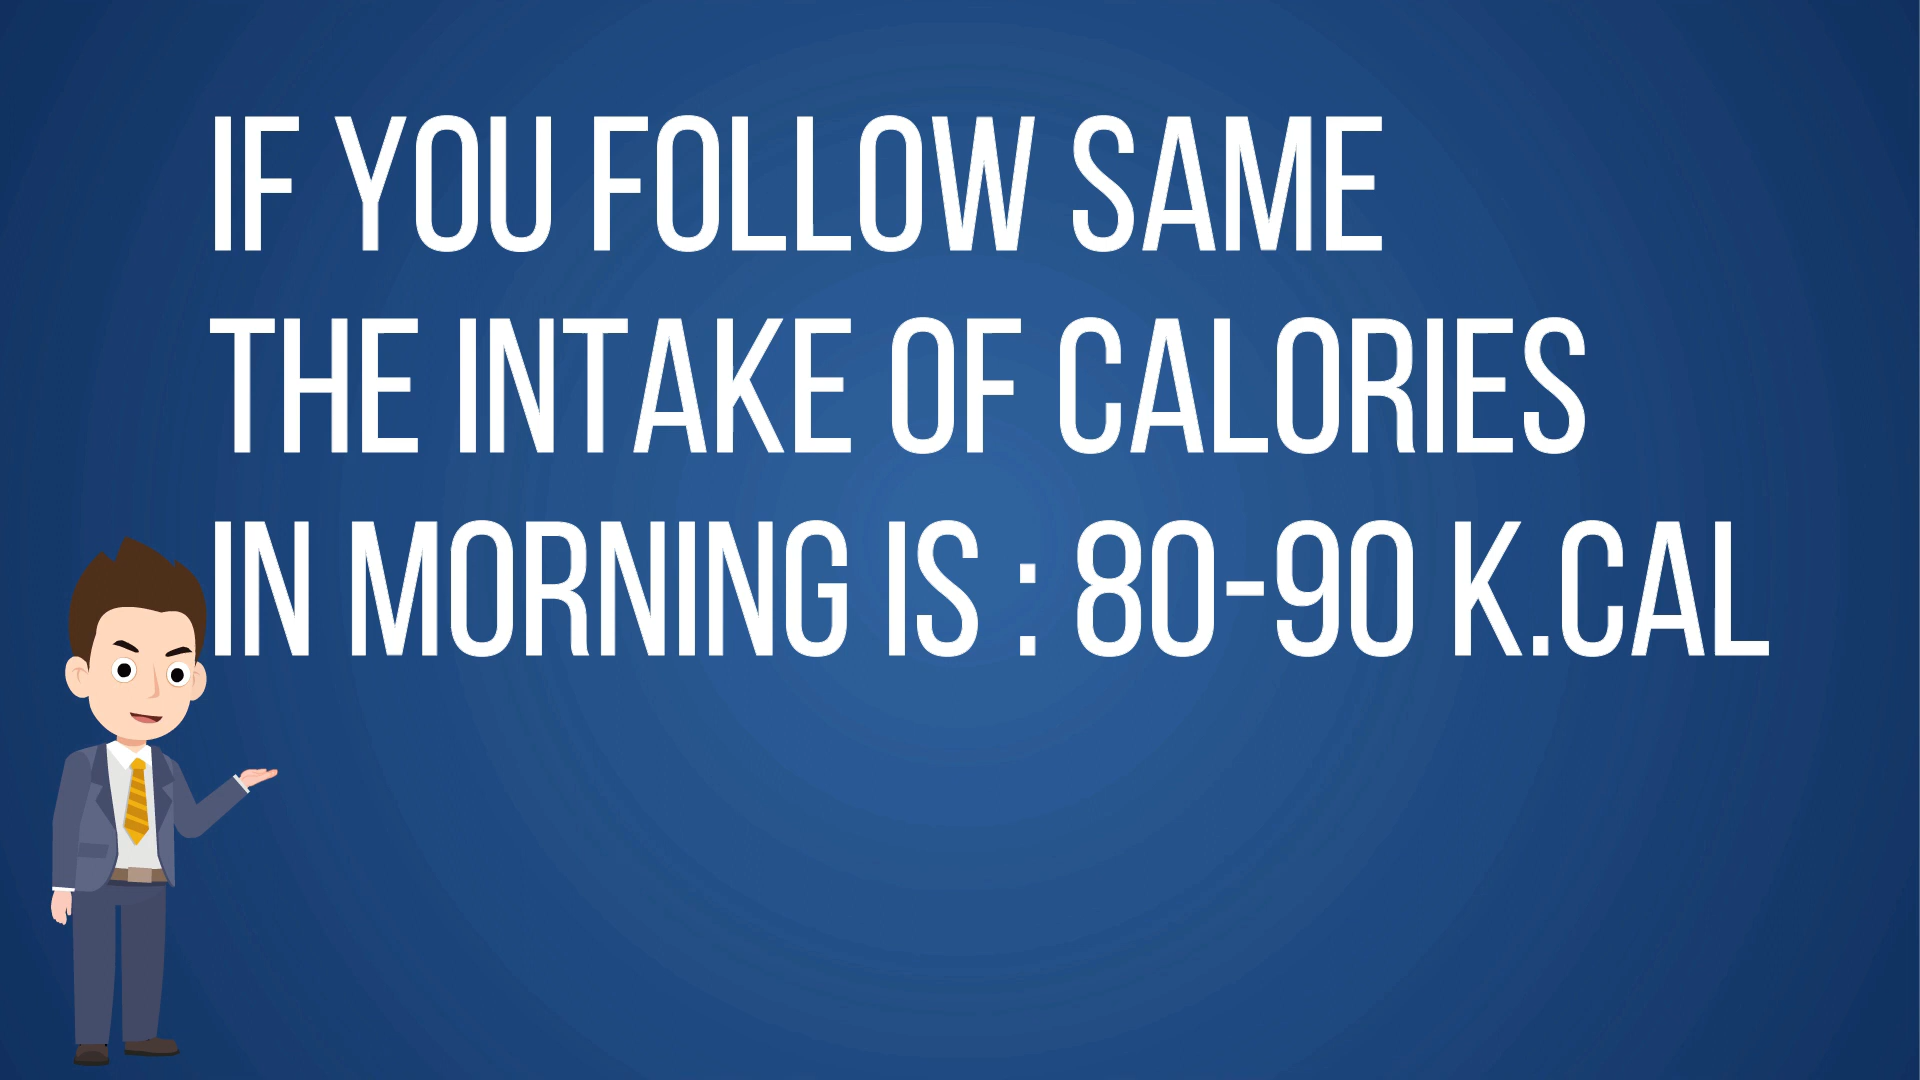 IF YOU FOLLOW SAME
THE INTAKE OF CALORIES
IN MORNING IS : 80-90 K.CAL